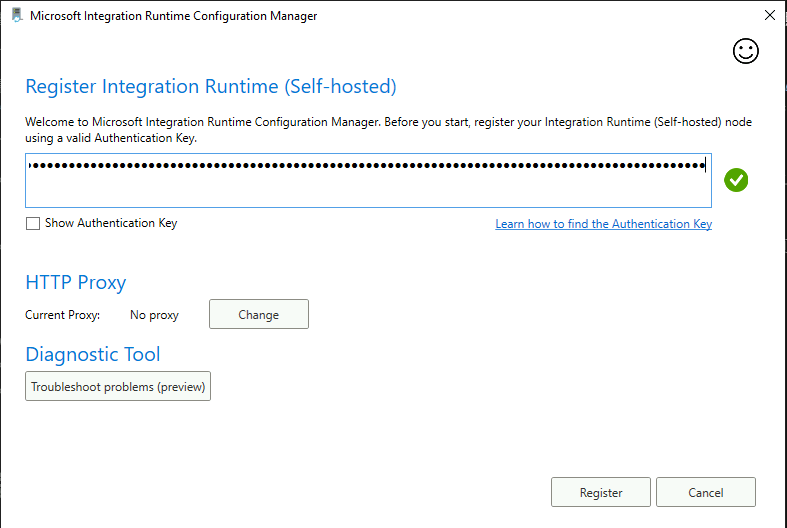 Microsoft Integration Runtime Configuration Manager
Register Integration Runtime (Self-hosted)
Welcome to Microsoft Integration Runtime Configuration Manager. Before you start, register your Integration Runtime (Self-hosted) node
using a valid Authentication Key.
Show Authentication Key
Learn how to find the Authentication Key
HTTP Proxy
Current Proxy: No proxy Change
Diagnostic Tool
Troubleshoot problems (preview)
Register Cancel